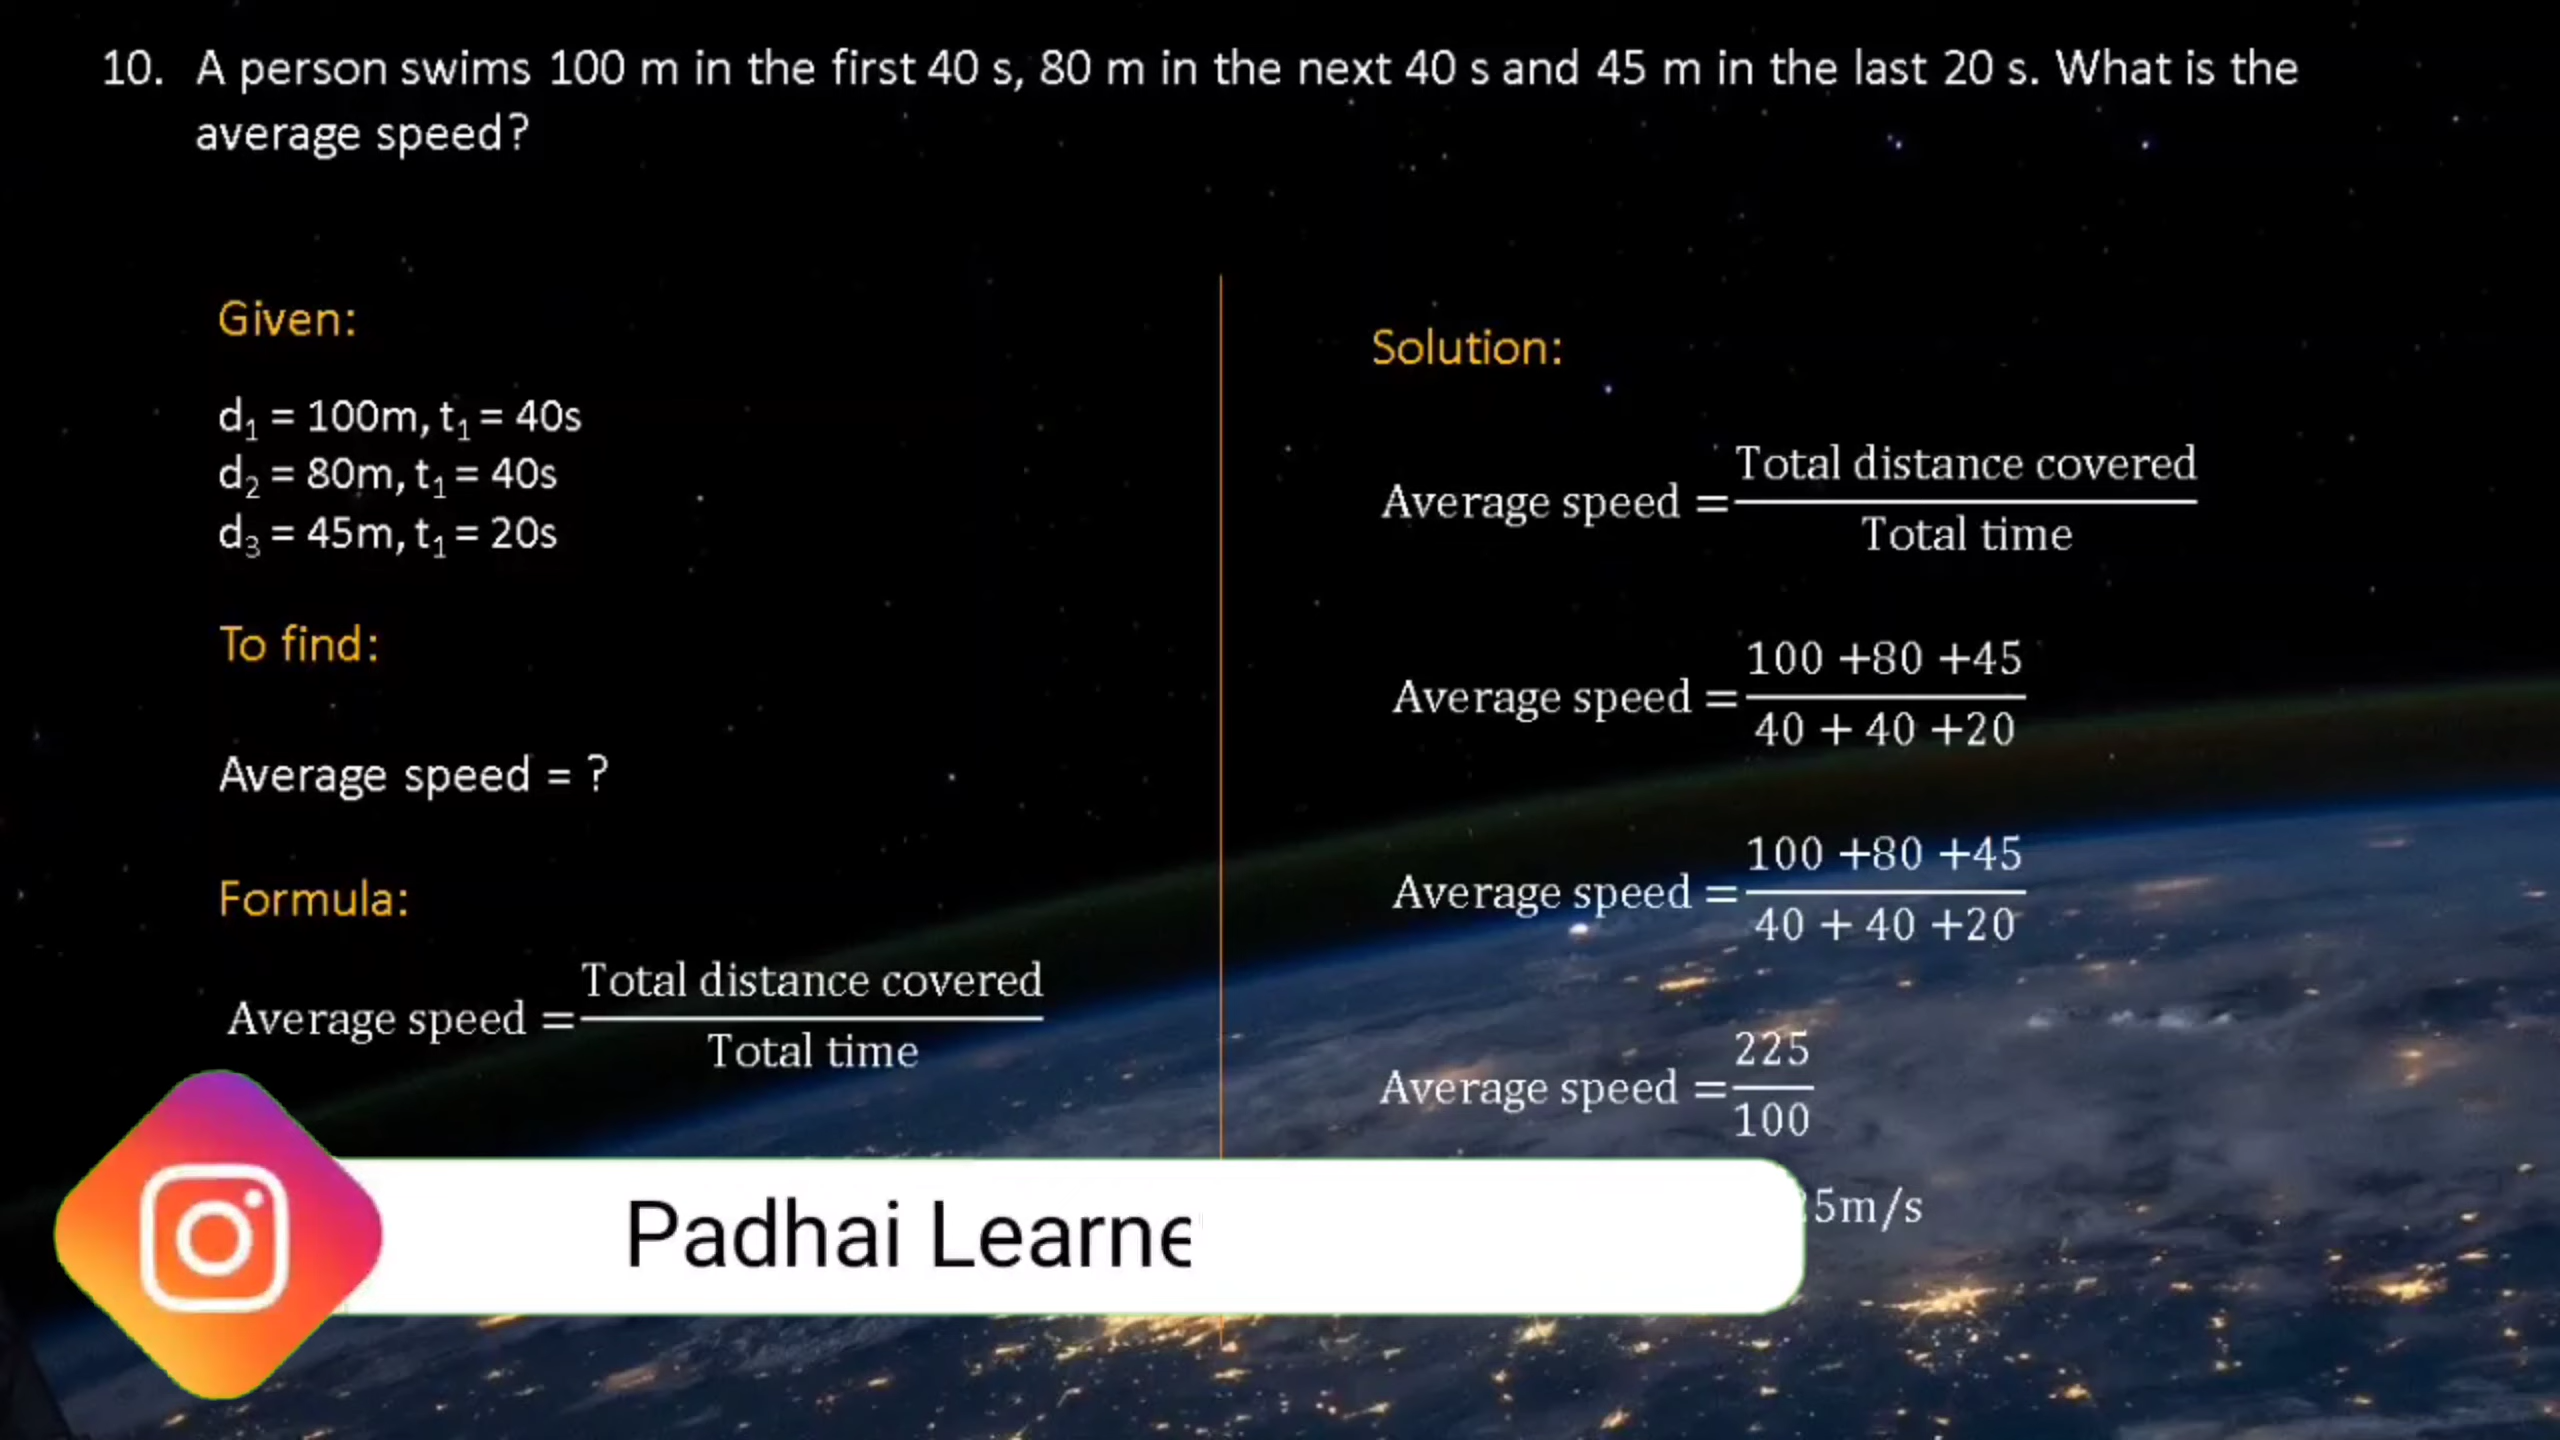 10. A person swims 100 m in the first 40 s, 80 m in the next 40 s and 45 m in the last 20 s. What is the
average speed?
Given:
d₁ = 100m, t₁ = 40s
d₂ = 80m, t₁ = 40s
d₃ = 45m, t₁ = 20s
To find:
Average speed = ?
Formula:
Total distance covered
Average speed =
Total time
Solution:
Total distance covered
Average speed =
Total time
100 +80 +45
Average speed =
40 + 40 +20
100 +80 +45
Average speed =
40 + 40 +20
225
Average speed =
100
5m/s
Padhai Learne